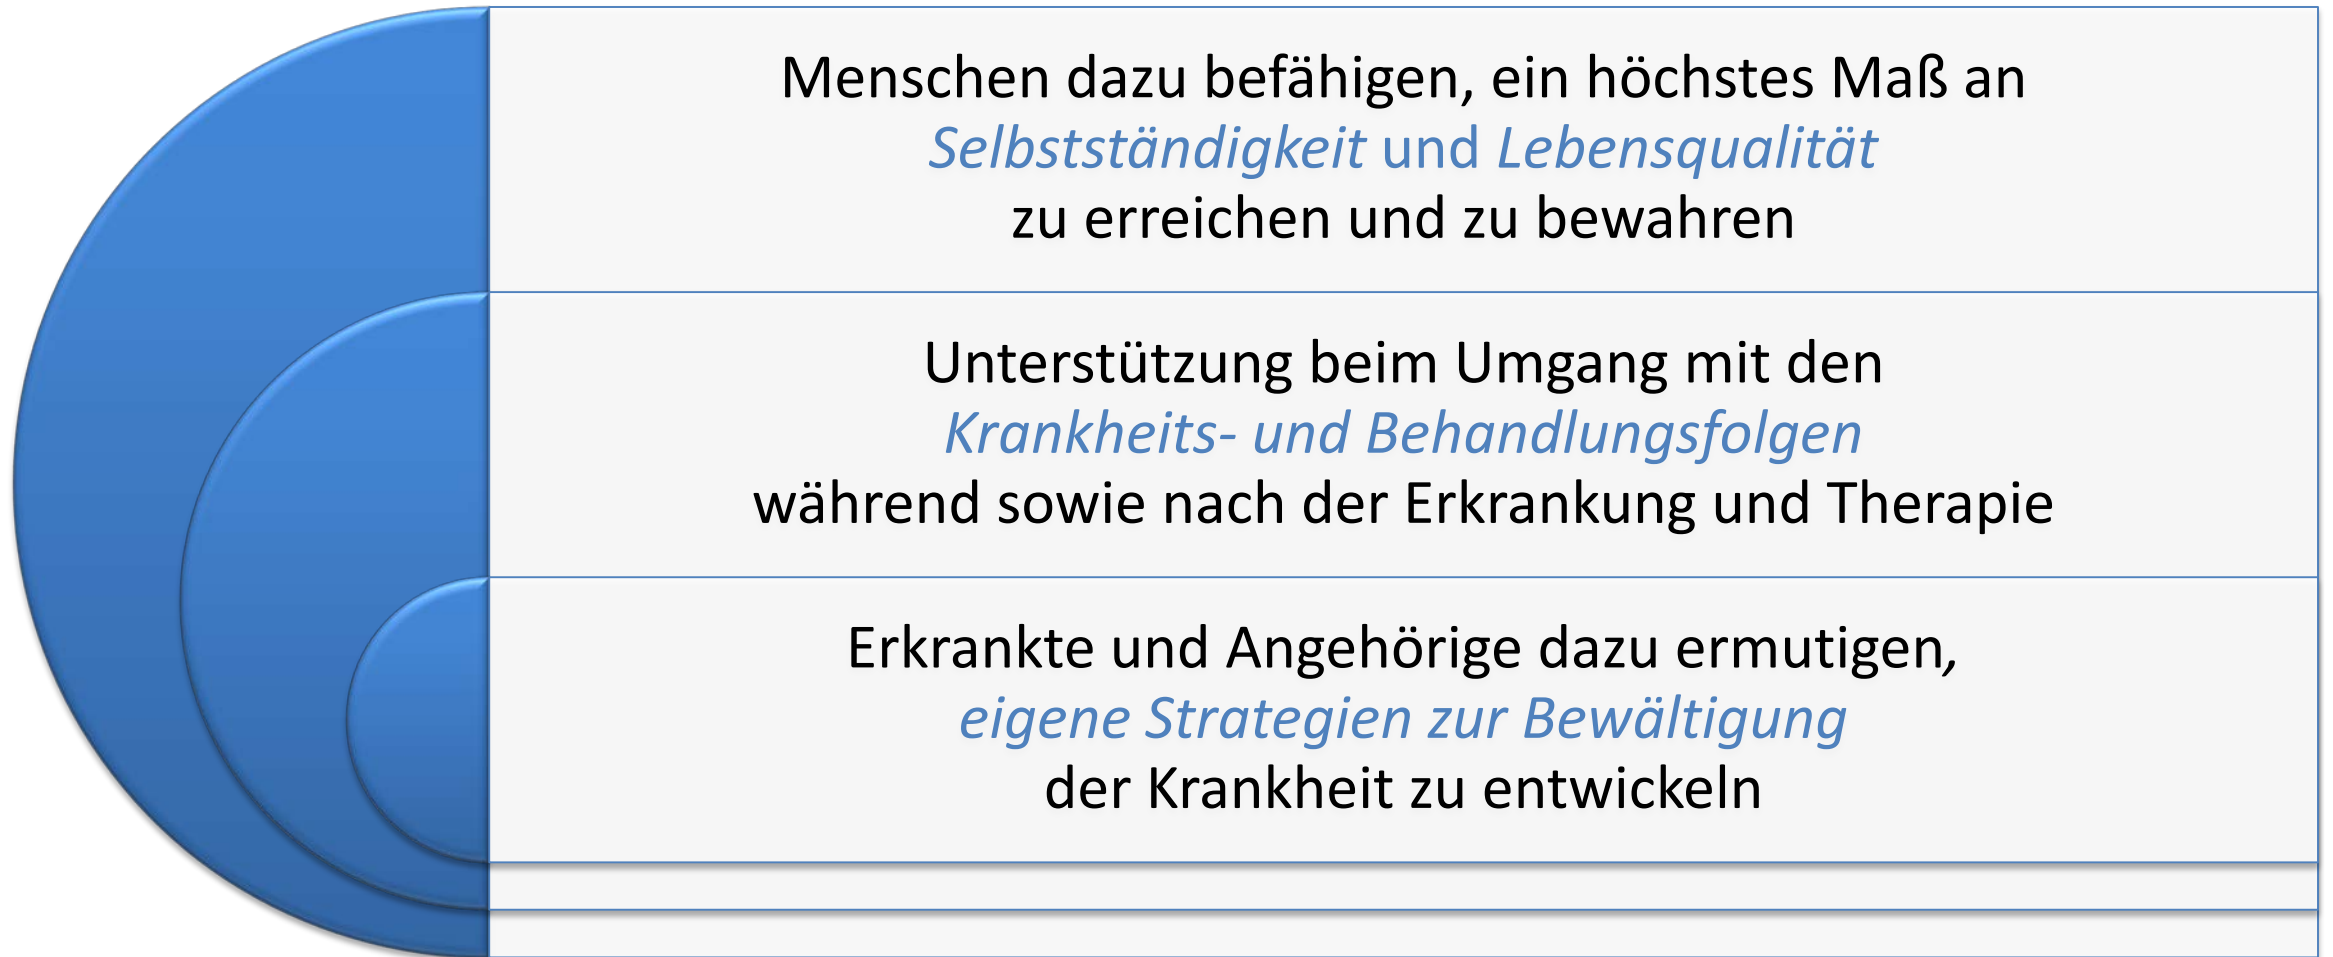 Menschen dazu befähigen, ein höchstes Maß an
Selbstständigkeit und Lebensqualität
zu erreichen und zu bewahren
Unterstützung beim Umgang mit den
Krankheits- und Behandlungsfolgen
während sowie nach der Erkrankung und Therapie
Erkrankte und Angehörige dazu ermutigen,
eigene Strategien zur Bewältigung
der Krankheit zu entwickeln